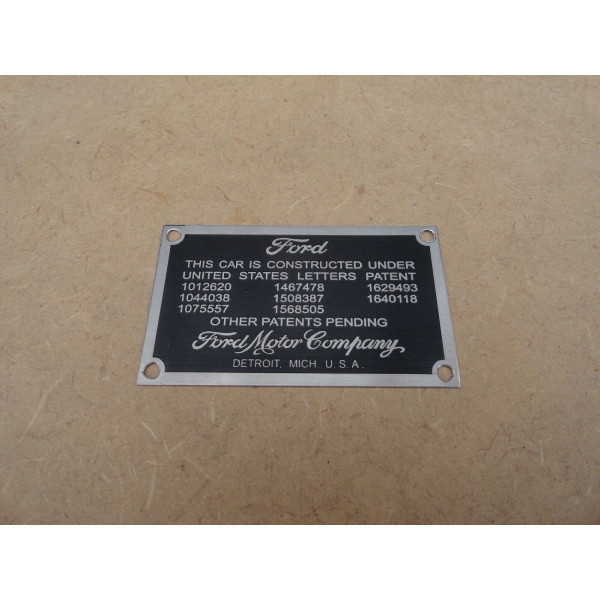 Ford
THIS CAR IS CONSTRUCTED UNDER
UNITED STATES LETTERS PATENT
1012620 1467478 1629493
1044038 1508387 1640118
1075557 1568505
OTHER PATENTS PENDING
Ford Motor Company
DETROIT, MICH. U.S.A.